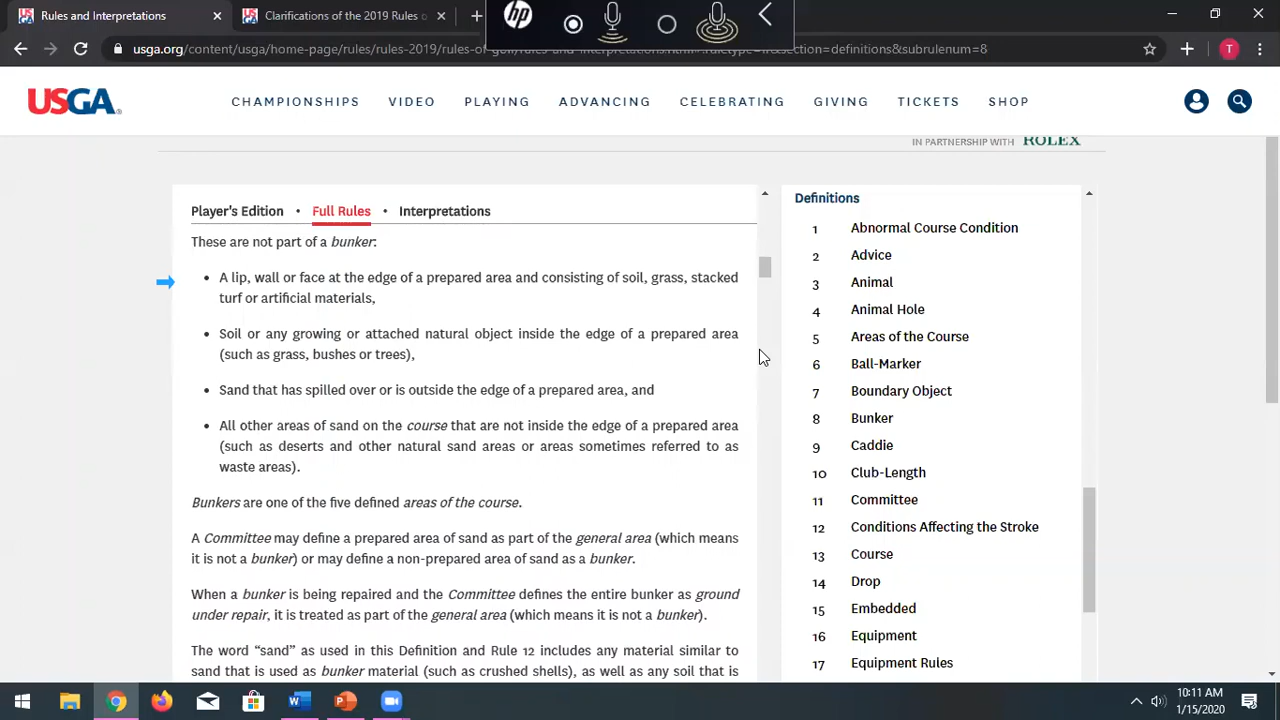 Rules and Interpretations
Clarifications of the 2019 Rules o
usga.org/content/usga/home-page/rules/rules-2019/rules-of-golf/rules-and-interpretations.html
section=definitions&subrulenum=8
T
hp
USGA
CHAMPIONSHIPS VIDEO PLAYING ADVANCING CELEBRATING GIVING TICKETS SHOP
IN PARTNERSHIP WITH ROLEX
Player's Edition • Full Rules • Interpretations
These are not part of a bunker:
• A lip, wall or face at the edge of a prepared area and consisting of soil, grass, stacked
turf or artificial materials,
• Soil or any growing or attached natural object inside the edge of a prepared area
(such as grass, bushes or trees),
• Sand that has spilled over or is outside the edge of a prepared area, and
• All other areas of sand on the course that are not inside the edge of a prepared area
(such as deserts and other natural sand areas or areas sometimes referred to as
waste areas).
Bunkers are one of the five defined areas of the course.
A Committee may define a prepared area of sand as part of the general area (which means
it is not a bunker) or may define a non-prepared area of sand as a bunker.
When a bunker is being repaired and the Committee defines the entire bunker as ground
under repair, it is treated as part of the general area (which means it is not a bunker).
The word “sand” as used in this Definition and Rule 12 includes any material similar to
sand that is used as bunker material (such as crushed shells), as well as any soil that is
Definitions
1 Abnormal Course Condition
2 Advice
3 Animal
4 Animal Hole
5 Areas of the Course
6 Ball-Marker
7 Boundary Object
8 Bunker
9 Caddie
10 Club-Length
11 Committee
12 Conditions Affecting the Stroke
13 Course
14 Drop
15 Embedded
16 Equipment
17 Equipment Rules
10:11 AM
1/15/2020